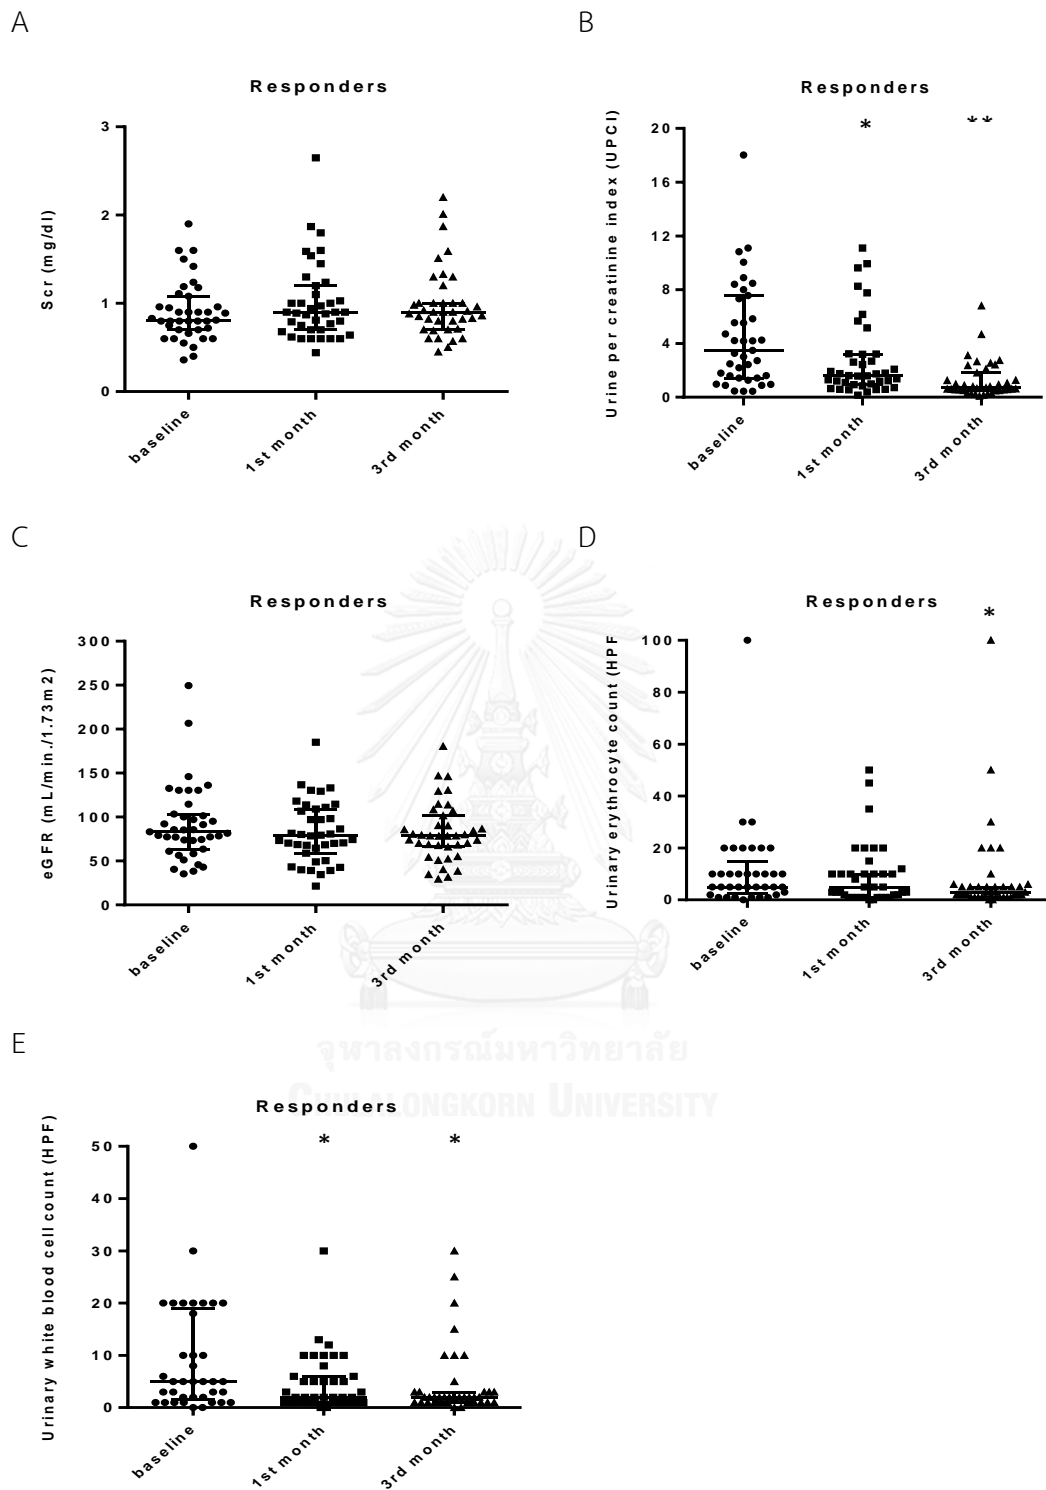 A
B
Responders
Responders
*
**
Scr (mg/dl)
3
2
1
0
baseline
1st month
3rd month
Urine per creatinine index (UPCI)
20
16
12
8
4
0
baseline
1st month
3rd month
C
D
Responders
Responders
*
eGFR (mL/min./1.73m2)
300
250
200
150
100
50
0
baseline
1st month
3rd month
Urinary erythrocyte count (HPF
100
80
60
40
20
0
baseline
1st month
3rd month
จุฬาลงกรณ์มหาวิทยาลัย
CHULALONGKORN UNIVERSITY
E
Responders
*
*
Urinary white blood cell count (HPF)
50
40
30
20
10
0
baseline
1st month
3rd month